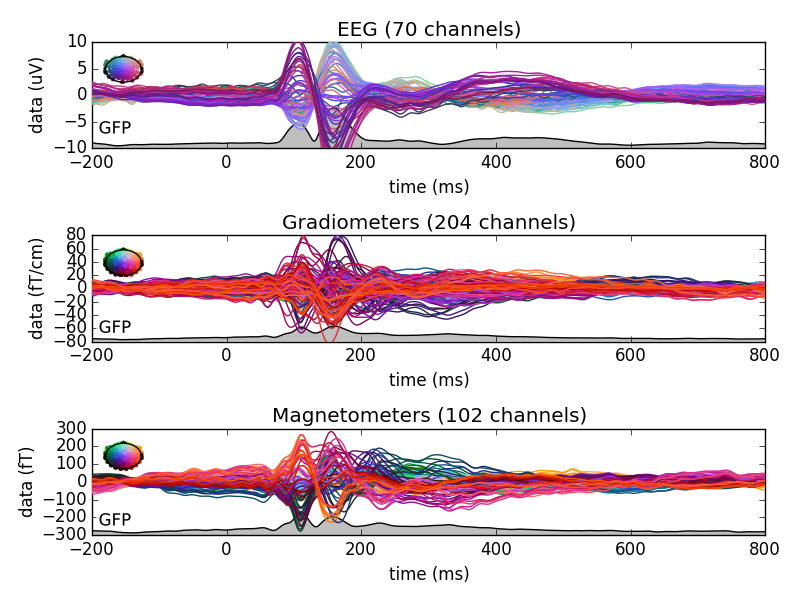 EEG (70 channels)
10
5
0
−5
−10
data (uV)
GFP
−200 0 200 400 600 800
time (ms)
Gradiometers (204 channels)
80
60
40
20
0
−20
−40
−60
−80
data (fT/cm)
GFP
−200 0 200 400 600 800
time (ms)
Magnetometers (102 channels)
300
200
100
0
−100
−200
−300
data (fT)
GFP
−200 0 200 400 600 800
time (ms)